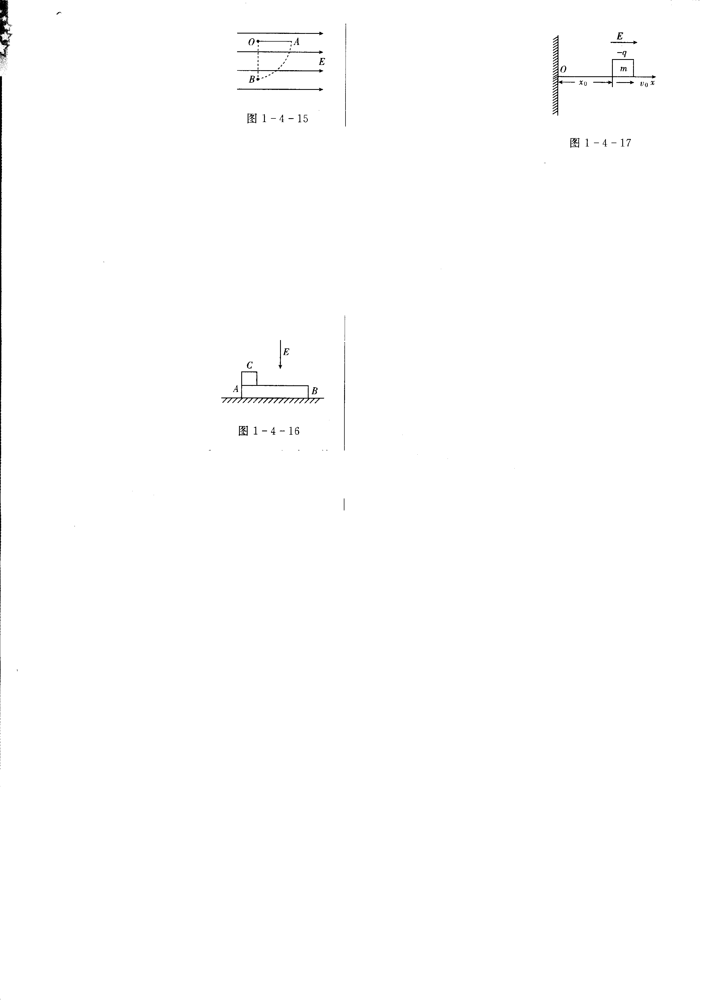 O A
E
B
图 1-4-15
E
-q
O m
x0 v0 x
图 1-4-17
E
C
A B
图 1-4-16